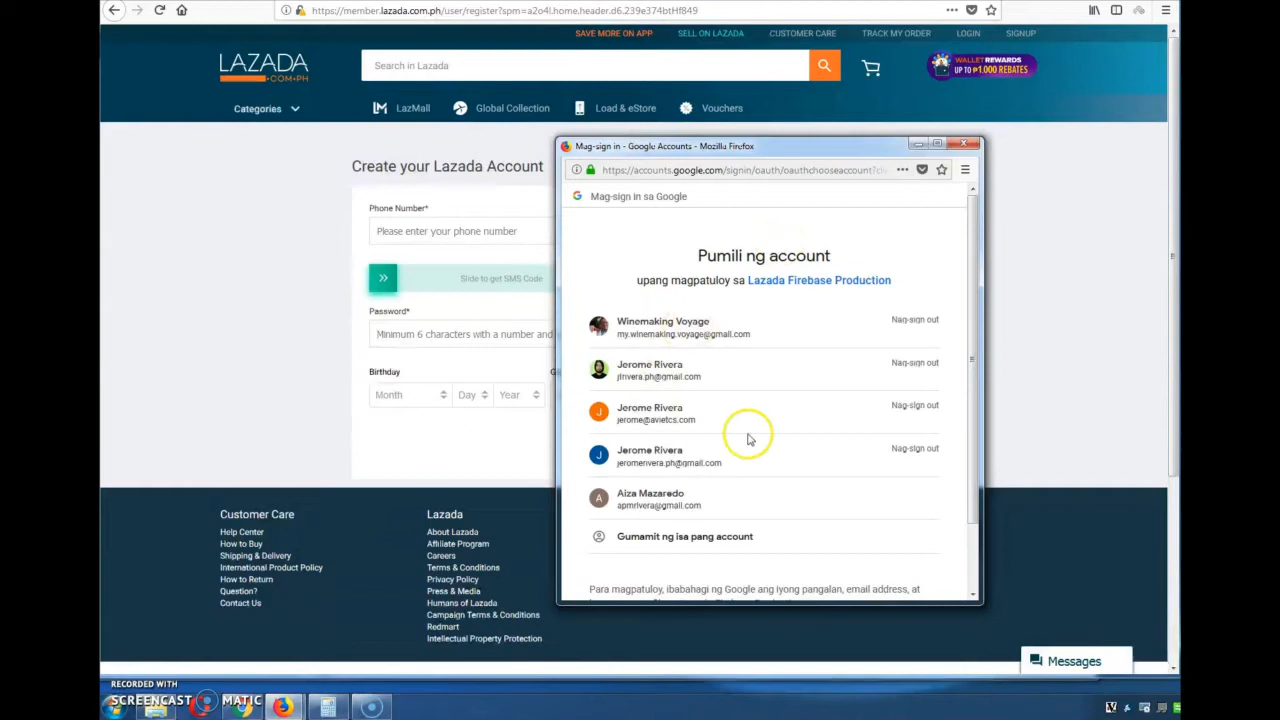 https://member.lazada.com.ph/user/register?spm=a2o4l.home.header.d6.239e374btHf849
SAVE MORE ON APP SELL ON LAZADA CUSTOMER CARE TRACK MY ORDER LOGIN SIGNUP
LAZADA
.COM.PH
Search in Lazada
WALLET REWARDS
UP TO ₱1,000 REBATES
Categories LazMall Global Collection Load & eStore Vouchers
Create your Lazada Account
Phone Number*
Please enter your phone number
Slide to get SMS Code
Password*
Minimum 6 characters with a number and
Birthday
Month Day Year
Mag-sign in - Google Accounts - Mozilla Firefox
https://accounts.google.com/signin/oauth/oauthchooseaccount?
Mag-sign in sa Google
Pumili ng account
upang magpatuloy sa Lazada Firebase Production
Winemaking Voyage Nag-sign out
my.winemaking.voyage@gmail.com
Jerome Rivera Nag-sign out
Jerome Rivera Nag-sign out
jerome@avietcs.com
Jerome Rivera Nag-sign out
jeromerivera.ph@gmail.com
Aiza Mazaredo
apmrivera@gmail.com
Gumamit ng isa pang account
Para magpatuloy, ibabahagi ng Google ang iyong pangalan, email address, at
Customer Care
Help Center
How to Buy
Shipping & Delivery
International Product Policy
How to Return
Question?
Contact Us
Lazada
About Lazada
Affiliate Program
Careers
Terms & Conditions
Privacy Policy
Press & Media
Humans of Lazada
Campaign Terms & Conditions
Redmart
Intellectual Property Protection
Messages
RECORDED WITH
SCREENCAST MATIC